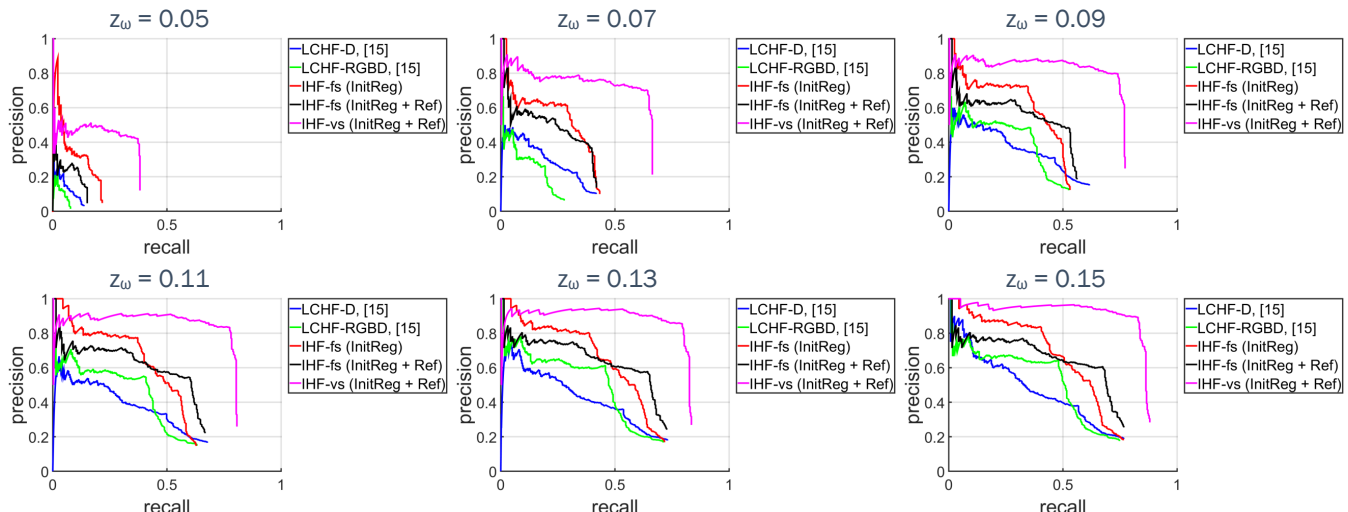 z_ω = 0.05
1
0.8
0.6
0.4
0.2
0
precision
0
0.5
1
recall
LCHF-D, [15]
LCHF-RGBD, [15]
IHF-fs (InitReg)
IHF-fs (InitReg + Ref)
IHF-vs (InitReg + Ref)
z_ω = 0.07
1
0.8
0.6
0.4
0.2
0
precision
0
0.5
1
recall
LCHF-D, [15]
LCHF-RGBD, [15]
IHF-fs (InitReg)
IHF-fs (InitReg + Ref)
IHF-vs (InitReg + Ref)
z_ω = 0.09
1
0.8
0.6
0.4
0.2
0
precision
0
0.5
1
recall
LCHF-D, [15]
LCHF-RGBD, [15]
IHF-fs (InitReg)
IHF-fs (InitReg + Ref)
IHF-vs (InitReg + Ref)
z_ω = 0.11
1
0.8
0.6
0.4
0.2
0
precision
0
0.5
1
recall
LCHF-D, [15]
LCHF-RGBD, [15]
IHF-fs (InitReg)
IHF-fs (InitReg + Ref)
IHF-vs (InitReg + Ref)
z_ω = 0.13
1
0.8
0.6
0.4
0.2
0
precision
0
0.5
1
recall
LCHF-D, [15]
LCHF-RGBD, [15]
IHF-fs (InitReg)
IHF-fs (InitReg + Ref)
IHF-vs (InitReg + Ref)
z_ω = 0.15
1
0.8
0.6
0.4
0.2
0
precision
0
0.5
1
recall
LCHF-D, [15]
LCHF-RGBD, [15]
IHF-fs (InitReg)
IHF-fs (InitReg + Ref)
IHF-vs (InitReg + Ref)